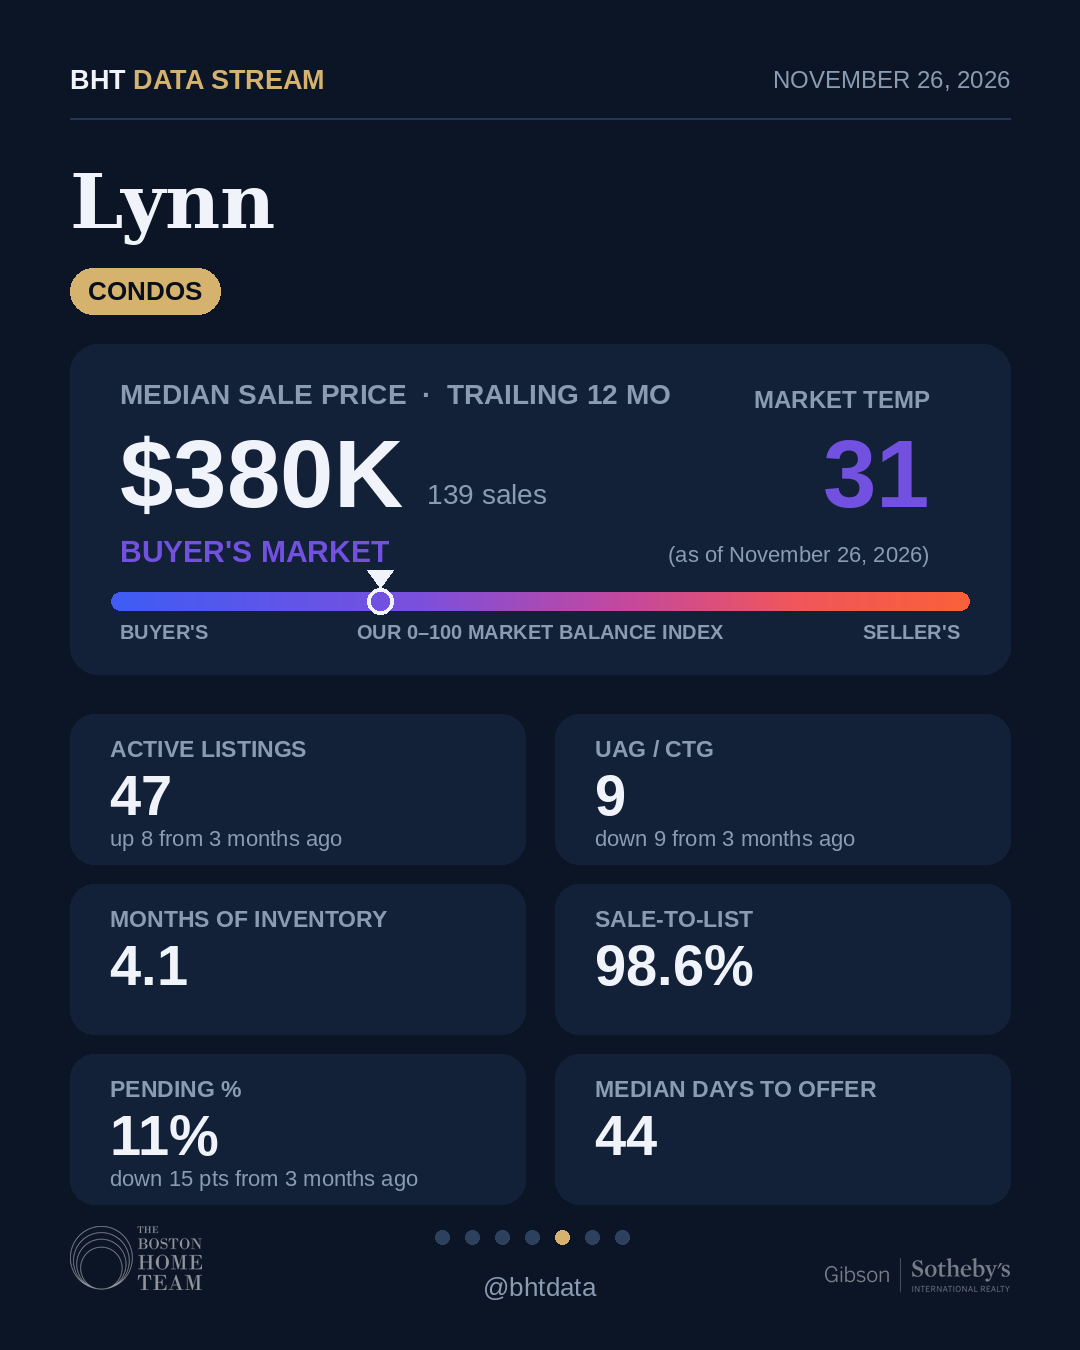 BHT DATA STREAM
NOVEMBER 26, 2026
Lynn
CONDOS
MEDIAN SALE PRICE · TRAILING 12 MO
MARKET TEMP
$380K 139 sales
31
BUYER'S MARKET
(as of November 26, 2026)
BUYER'S
OUR 0–100 MARKET BALANCE INDEX
SELLER'S
ACTIVE LISTINGS
47
up 8 from 3 months ago
UAG / CTG
9
down 9 from 3 months ago
MONTHS OF INVENTORY
4.1
SALE-TO-LIST
98.6%
PENDING %
11%
down 15 pts from 3 months ago
MEDIAN DAYS TO OFFER
44
THE
BOSTON
HOME
TEAM
@bhtdata
Gibson
Sotheby's
INTERNATIONAL REALTY